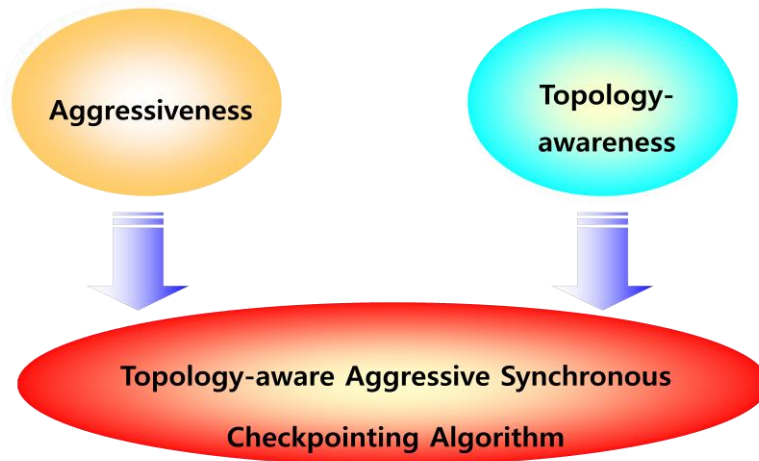 Aggressiveness
Topology-
awareness
Topology-aware Aggressive Synchronous
Checkpointing Algorithm